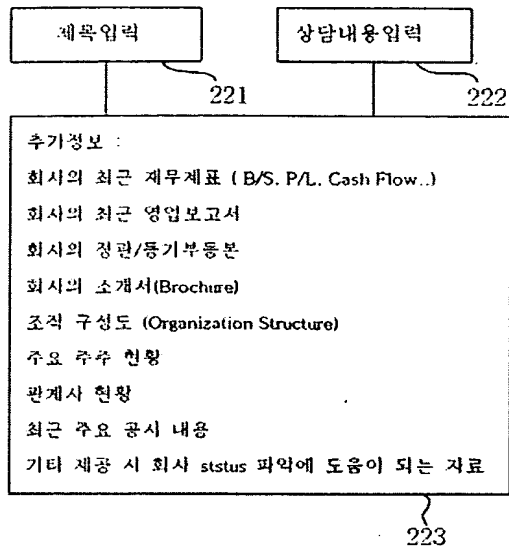 제목입력
상담내용입력
221
222
추가정보 :
회사의 최근 재무제표 ( B/S. P/L. Cash Flow..)
회사의 최근 영업보고서
회사의 정관/등기부등본
회사의 소개서(Brochure)
조직 구성도 (Organization Structure)
주요 주주 현황
관계사 현황
최근 주요 공시 내용
기타 제공 시 회사 ststus 파악에 도움이 되는 자료
223